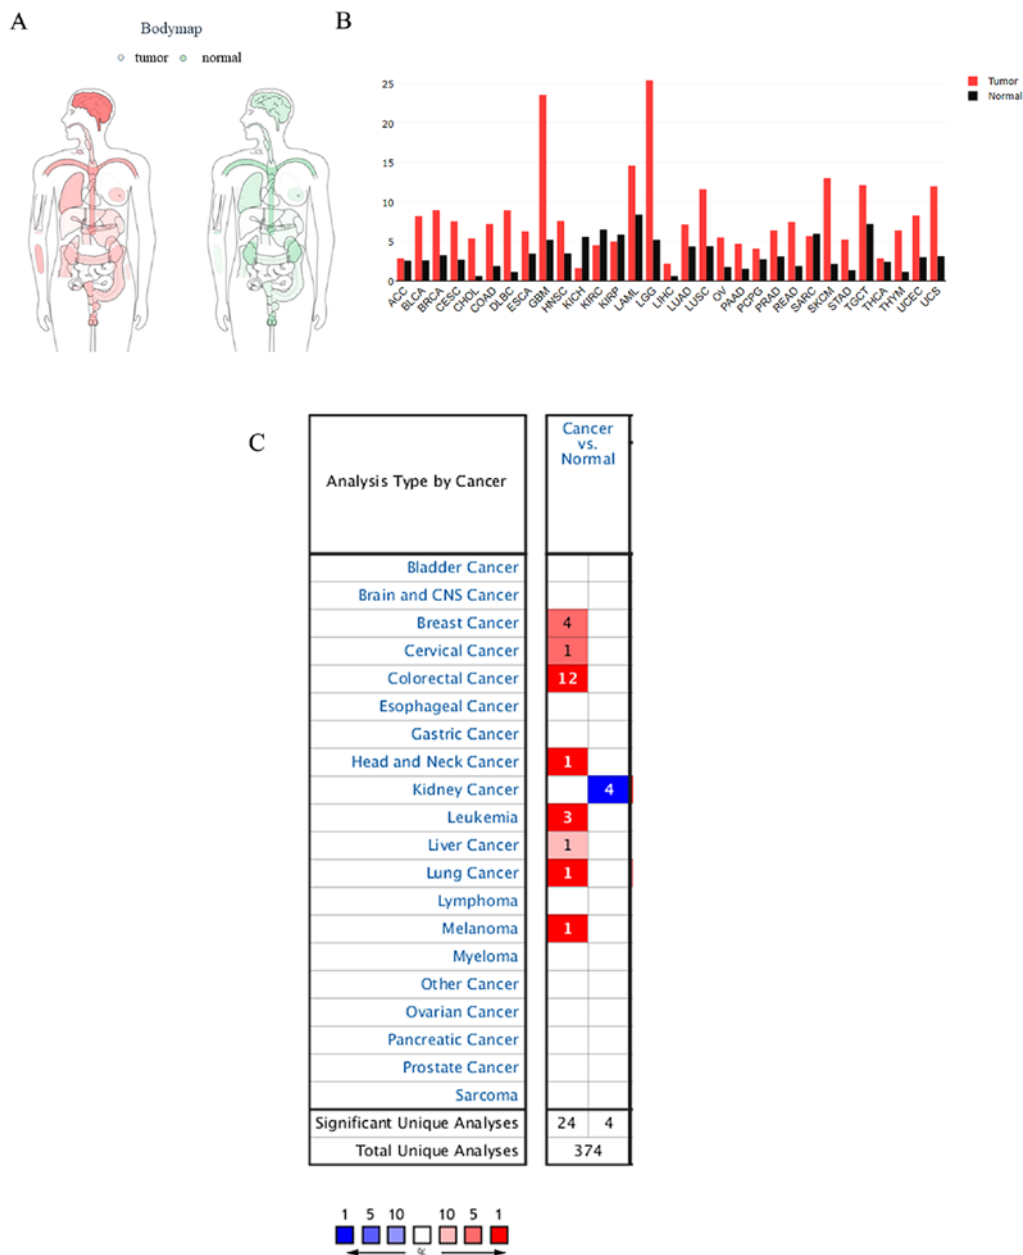 A
Bodymap
tumor normal
B
25
20
15
10
5
0
Tumor
Normal
ACC BLCA BRCA CESC CHOL COAD DLBC ESCA GBM HNSC KICH KIRC KIRP LAML LGG LIHC LUAD LUSC OV PAAD PCPG PRAD READ SARC SKCM STAD TGCT THCA THYM UCEC UCS
C
Analysis Type by Cancer
Cancer
vs.
Normal
Bladder Cancer
Brain and CNS Cancer
Breast Cancer 4
Cervical Cancer 1
Colorectal Cancer 12
Esophageal Cancer
Gastric Cancer
Head and Neck Cancer 1
Kidney Cancer 4
Leukemia 3
Liver Cancer 1
Lung Cancer 1
Lymphoma
Melanoma 1
Myeloma
Other Cancer
Ovarian Cancer
Pancreatic Cancer
Prostate Cancer
Sarcoma
Significant Unique Analyses 24 4
Total Unique Analyses 374
1 5 10 10 5 1
%